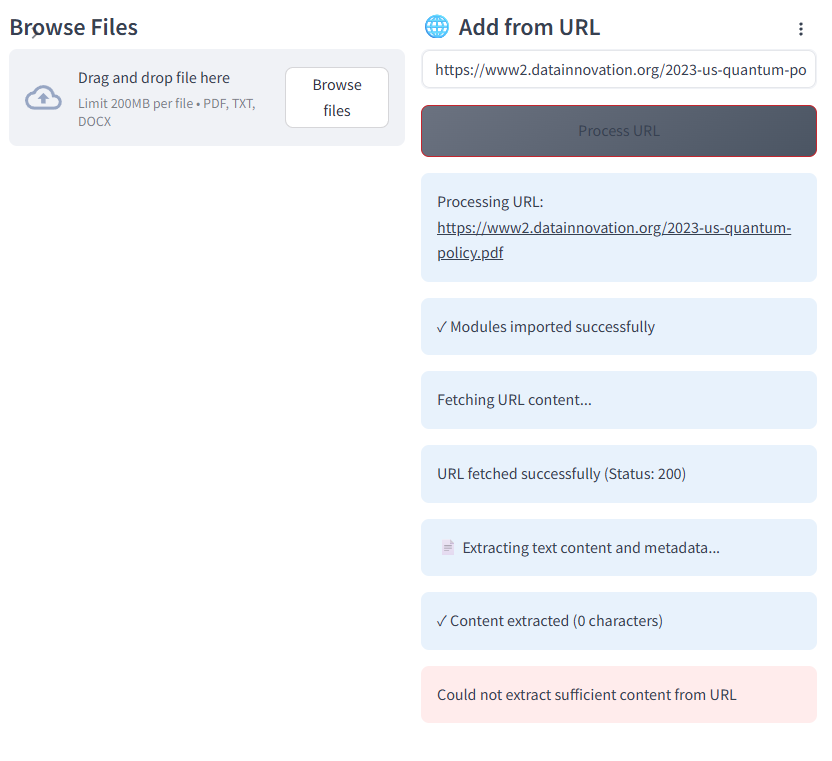 Browse Files
Drag and drop file here
Limit 200MB per file • PDF, TXT,
DOCX
Browse
files
Add from URL
https://www2.datainnovation.org/2023-us-quantum-po
Process URL
Processing URL:
https://www2.datainnovation.org/2023-us-quantum-
policy.pdf
✓ Modules imported successfully
Fetching URL content...
URL fetched successfully (Status: 200)
Extracting text content and metadata...
✓ Content extracted (0 characters)
Could not extract sufficient content from URL